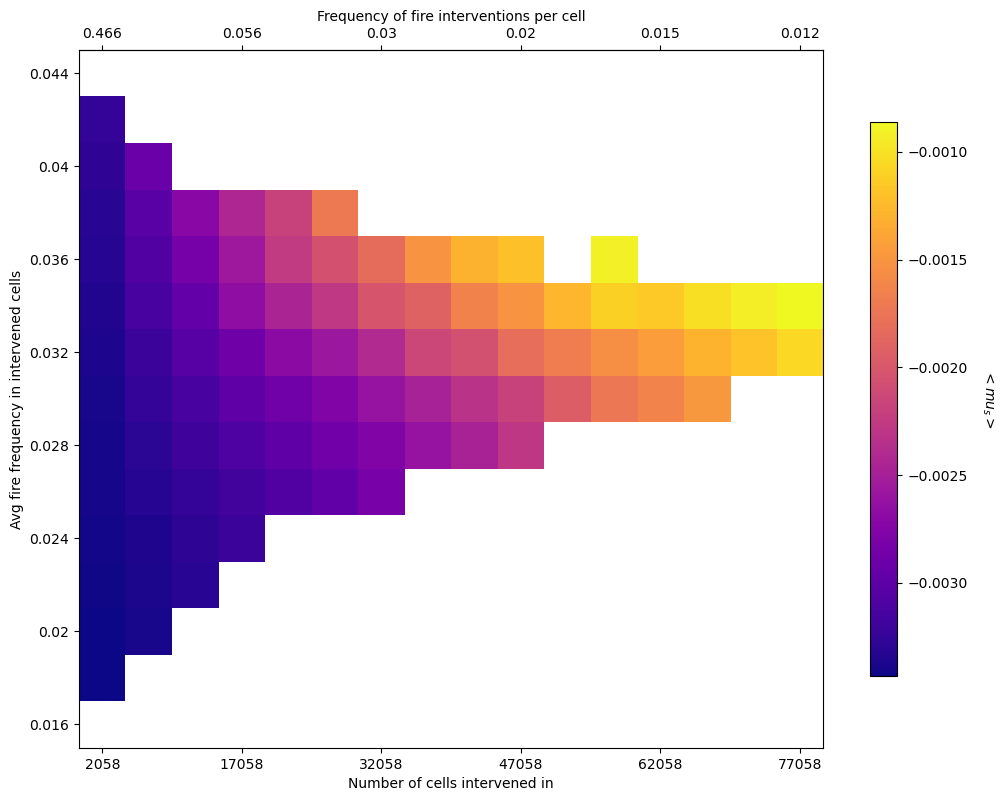 Frequency of fire interventions per cell
0.466 0.056 0.03 0.02 0.015 0.012
0.044
0.04
0.036
0.032
0.028
0.024
0.02
0.016
Avg fire frequency in intervened cells
2058 17058 32058 47058 62058 77058
Number of cells intervened in
−0.0010
−0.0015
−0.0020
−0.0025
−0.0030
< mu_s >